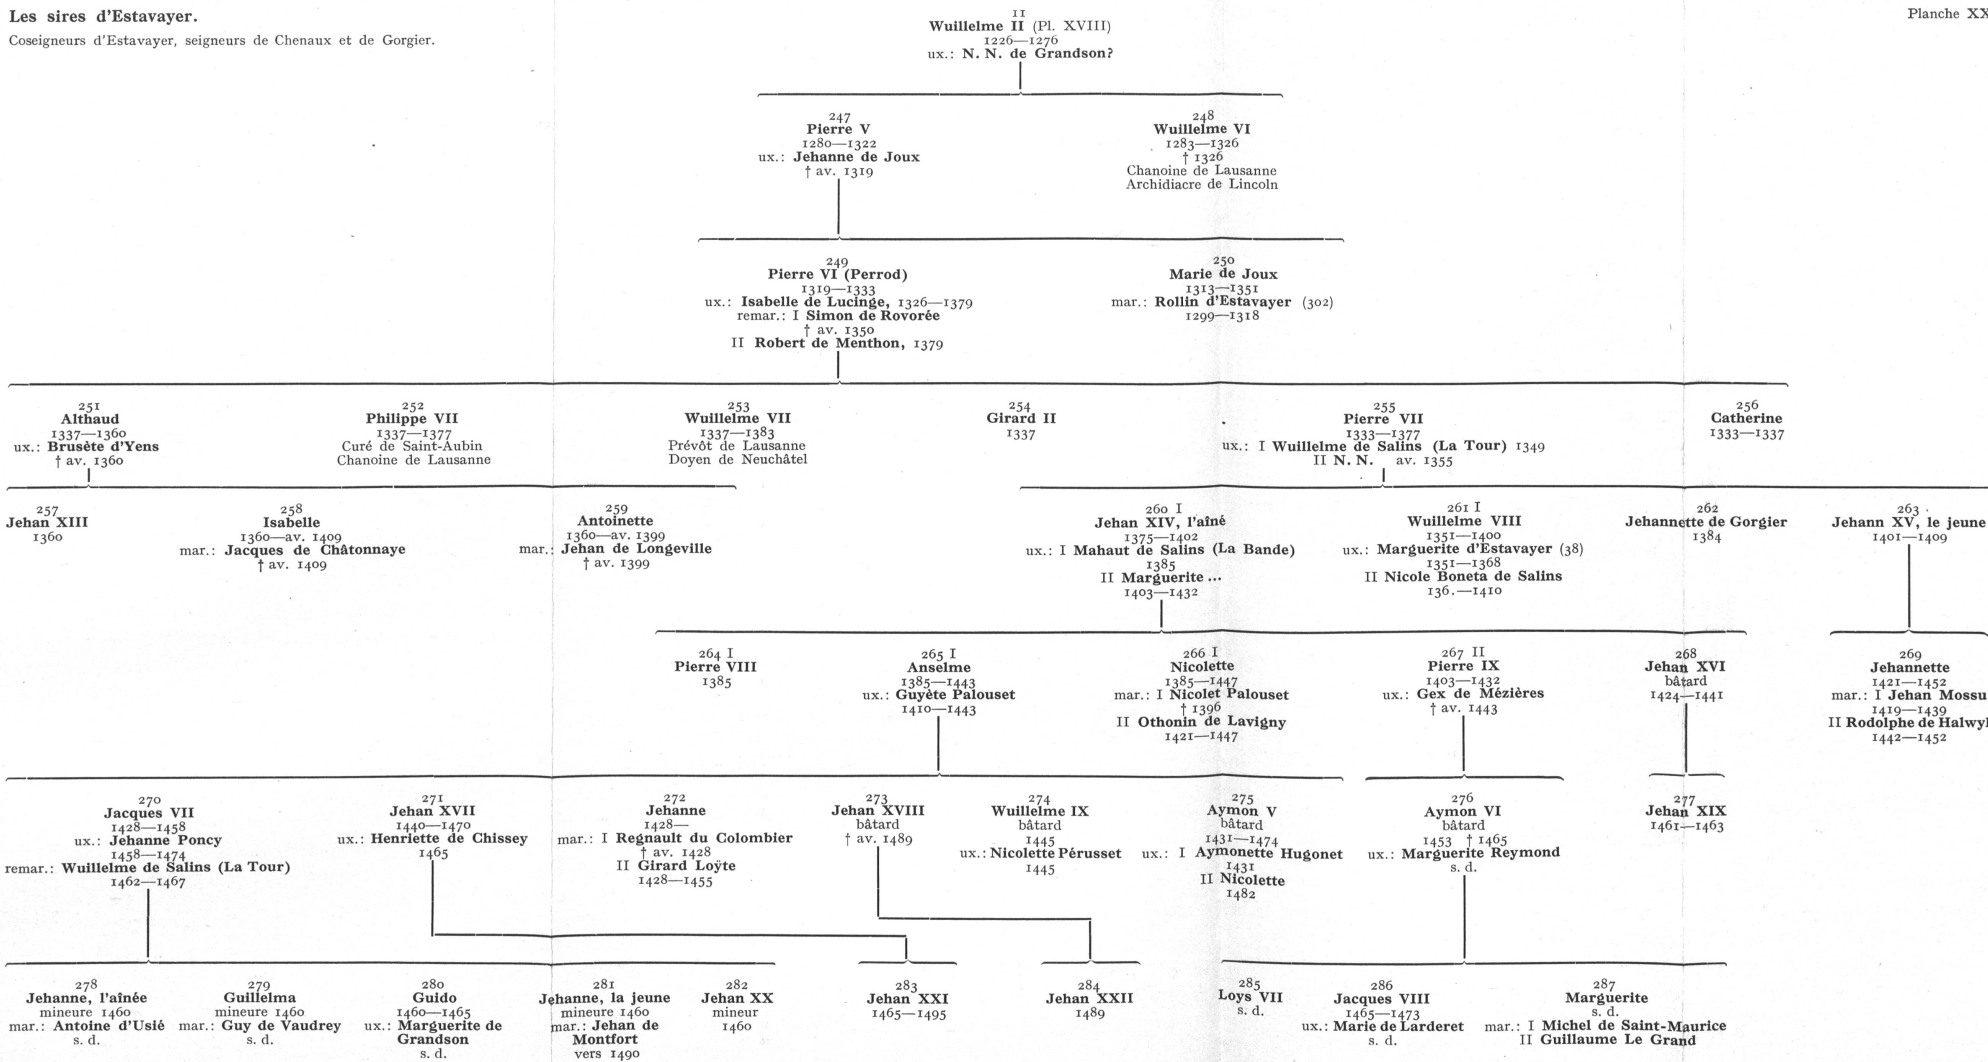 Les sires d'Estavayer.
Coseigneurs d'Estavayer, seigneurs de Chenaux et de Gorgier.
Planche XX
II
Wuillelme II (Pl. XVIII)
1226—1276
ux.: N. N. de Grandson?
247
Pierre V
1280—1322
ux.: Jehanne de Joux
† av. 1319
248
Wuillelme VI
1283—1326
† 1326
Chanoine de Lausanne
Archidiacre de Lincoln
249
Pierre VI (Perrod)
1319—1333
ux.: Isabelle de Lucinge, 1326—1379
remar.: I Simon de Rovorée
† av. 1350
II Robert de Menthon, 1379
250
Marie de Joux
1313—1351
mar.: Rollin d'Estavayer (302)
1299—1318
251
Althaud
1337—1360
ux.: Brusète d'Yens
† av. 1360
252
Philippe VII
1337—1377
Curé de Saint-Aubin
Chanoine de Lausanne
253
Wuillelme VII
1337—1383
Prévôt de Lausanne
Doyen de Neuchâtel
254
Girard II
1337
255
Pierre VII
1333—1377
ux.: I Wuillelme de Salins (La Tour) 1349
II N. N. av. 1355
256
Catherine
1333—1337
257
Jehan XIII
1360
258
Isabelle
1360—av. 1409
mar.: Jacques de Châtonnaye
† av. 1409
259
Antoinette
1360—av. 1399
mar.: Jehan de Longeville
† av. 1399
260 I
Jehan XIV, l'aîné
1375—1402
ux.: I Mahaut de Salins (La Bande)
1385
II Marguerite ...
1403—1432
261 I
Wuillelme VIII
1351—1400
ux.: Marguerite d'Estavayer (38)
1351—1368
II Nicole Boneta de Salins
136.—1410
262
Jehannette de Gorgier
1384
263
Jehann XV, le jeune
1401—1409
264 I
Pierre VIII
1385
265 I
Anselme
1385—1443
ux.: Guyète Palouset
1410—1443
266 I
Nicolette
1385—1447
mar.: I Nicolet Palouset
† 1396
II Othonin de Lavigny
1421—1447
267 II
Pierre IX
1403—1432
ux.: Gex de Mézières
† av. 1443
268
Jehan XVI
bâtard
1424—1441
269
Jehannette
1421—1452
mar.: I Jehan Mossu
1419—1439
II Rodolphe de Halwyl
1442—1452
270
Jacques VII
1428—1458
ux.: Jehanne Poncy
1458—1474
remar.: Wuillelme de Salins (La Tour)
1462—1467
271
Jehan XVII
1440—1470
ux.: Henriette de Chissey
1465
272
Jehanne
1428—
mar.: I Regnault du Colombier
† av. 1428
II Girard Loÿte
1428—1455
273
Jehan XVIII
bâtard
† av. 1489
274
Wuillelme IX
bâtard
1445
ux.: Nicolette Pérusset
1445
275
Aymon V
bâtard
1431—1474
ux.: I Aymonette Hugonet
1431
II Nicolette
1482
276
Aymon VI
bâtard
1453 † 1465
ux.: Marguerite Reymond
s. d.
277
Jehan XIX
1461—1463
278
Jehanne, l'aînée
mineure 1460
mar.: Antoine d'Usié
s. d.
279
Guillelma
mineure 1460
mar.: Guy de Vaudrey
s. d.
280
Guido
1460—1465
ux.: Marguerite de
Grandson
s. d.
281
Jehanne, la jeune
mineure 1460
mar.: Jehan de
Montfort
vers 1490
282
Jehan XX
mineur
1460
283
Jehan XXI
1465—1495
284
Jehan XXII
1489
285
Loys VII
s. d.
286
Jacques VIII
1465—1473
ux.: Marie de Larderet
s. d.
287
Marguerite
s. d.
mar.: I Michel de Saint-Maurice
II Guillaume Le Grand